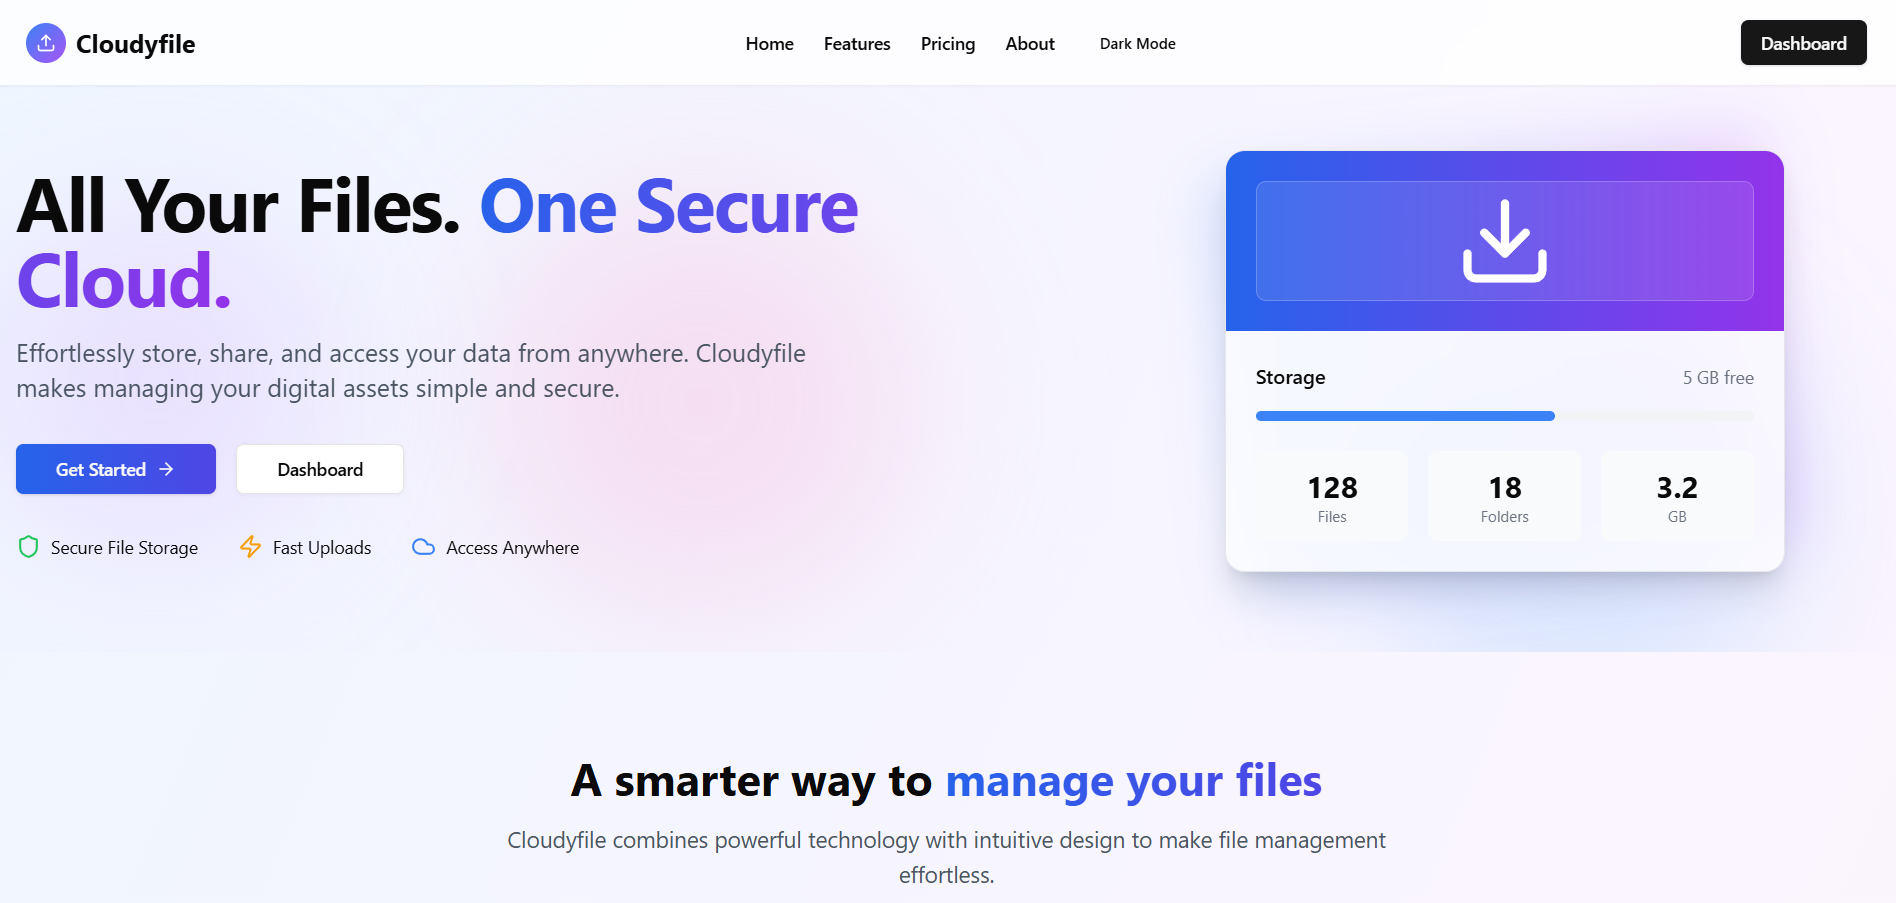 Cloudyfile
Home Features Pricing About Dark Mode
Dashboard
All Your Files. One Secure
Cloud.
Effortlessly store, share, and access your data from anywhere. Cloudyfile
makes managing your digital assets simple and secure.
Get Started
Dashboard
Secure File Storage
Fast Uploads
Access Anywhere
Storage
5 GB free
128
Files
18
Folders
3.2
GB
A smarter way to manage your files
Cloudyfile combines powerful technology with intuitive design to make file management
effortless.